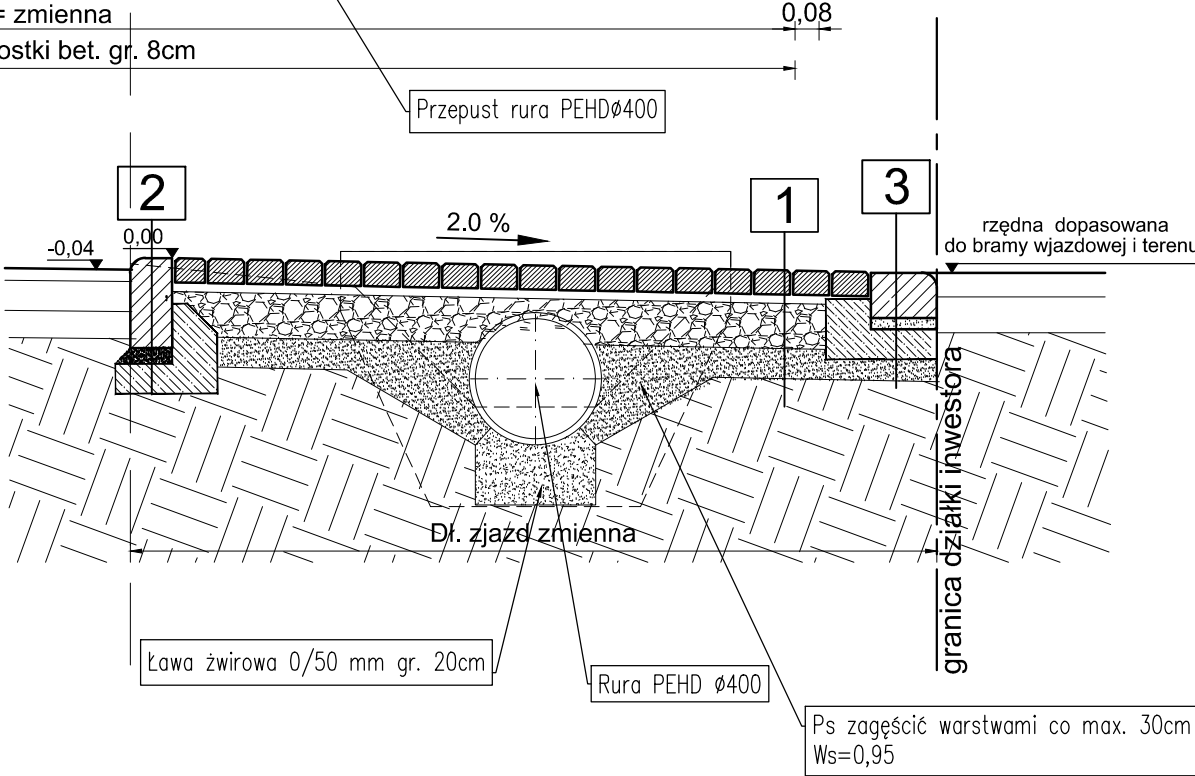 = zmienna
0,08
ostki bet. gr. 8cm
Przepust rura PEHDØ400
2
1
3
2.0 %
rzędna dopasowana
do bramy wjazdowej i terenu
-0,04
0,00
granica działki inwestora
Dł. zjazd zmienna
Ława żwirowa 0/50 mm gr. 20cm
Rura PEHD Ø400
Ps zagęścić warstwami co max. 30cm
Ws=0,95